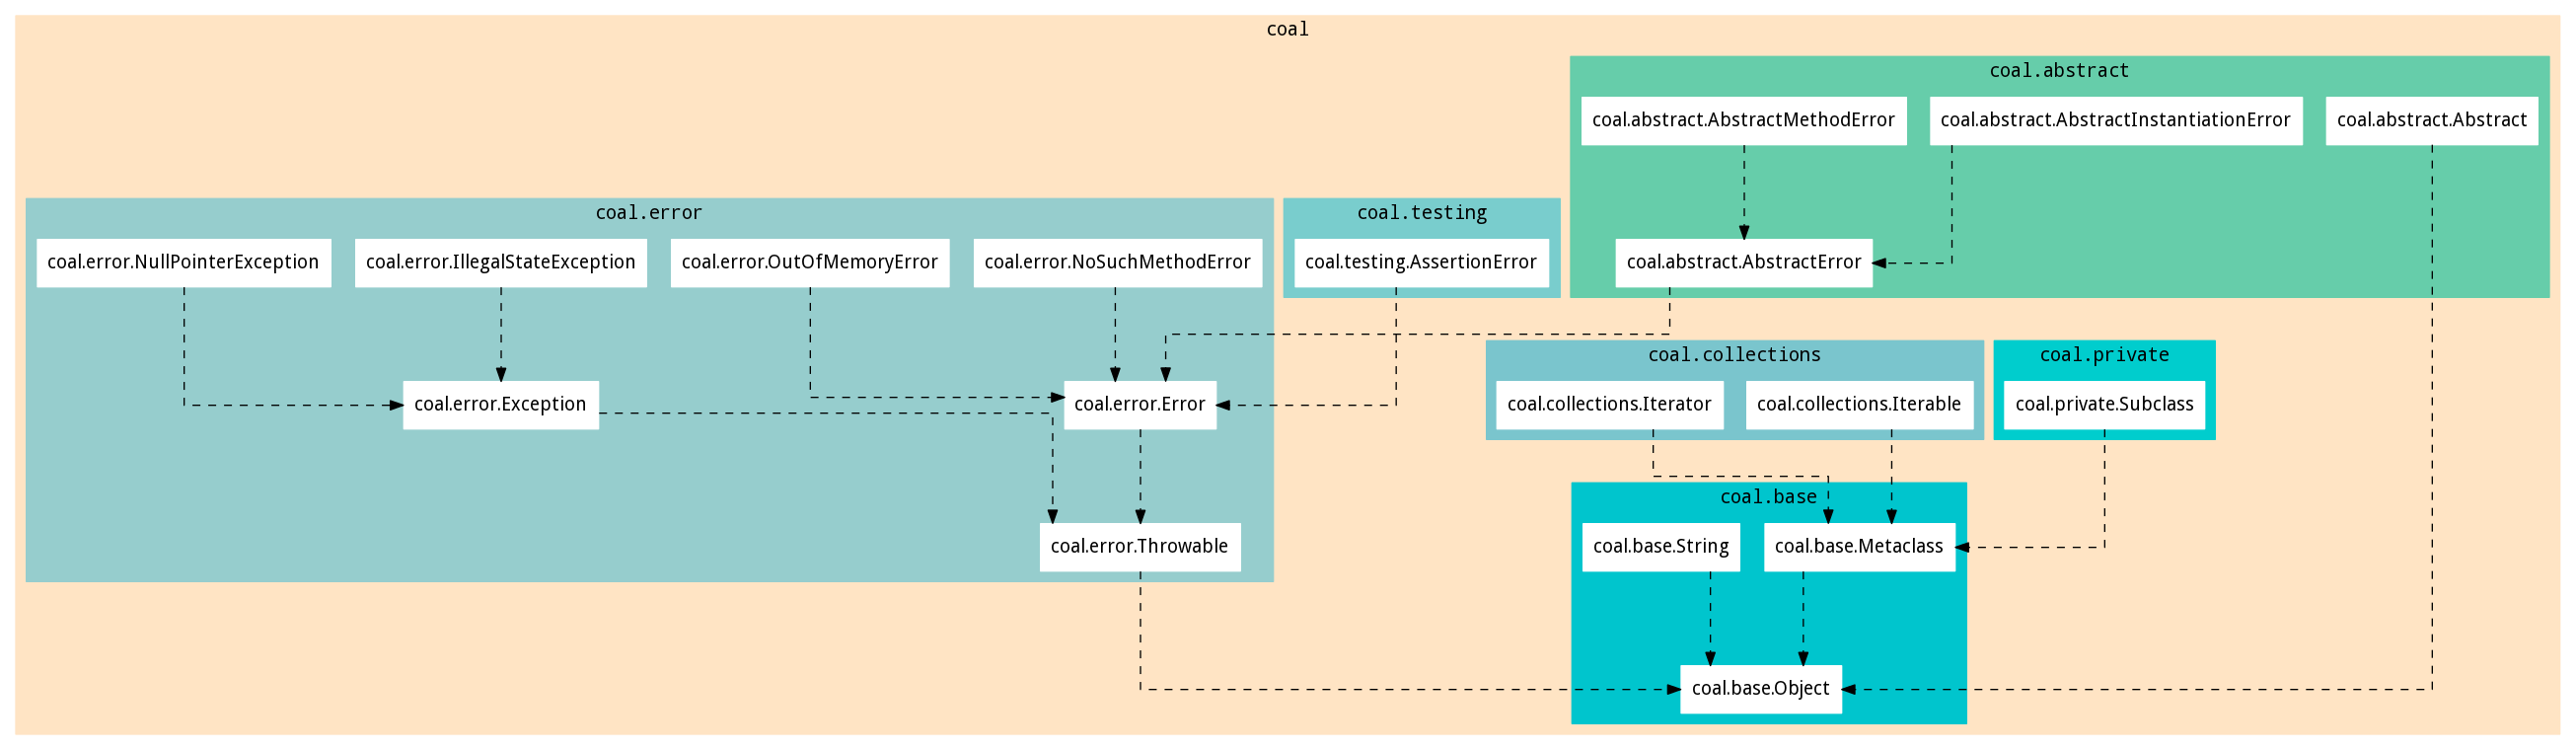 coal
coal.abstract
coal.abstract.AbstractMethodError
coal.abstract.AbstractInstantiationError
coal.abstract.Abstract
coal.error
coal.testing
coal.error.NullPointerException
coal.error.IllegalStateException
coal.error.OutOfMemoryError
coal.error.NoSuchMethodError
coal.testing.AssertionError
coal.abstract.AbstractError
coal.collections
coal.private
coal.error.Exception
coal.error.Error
coal.collections.Iterator
coal.collections.Iterable
coal.private.Subclass
coal.base
coal.error.Throwable
coal.base.String
coal.base.Metaclass
coal.base.Object